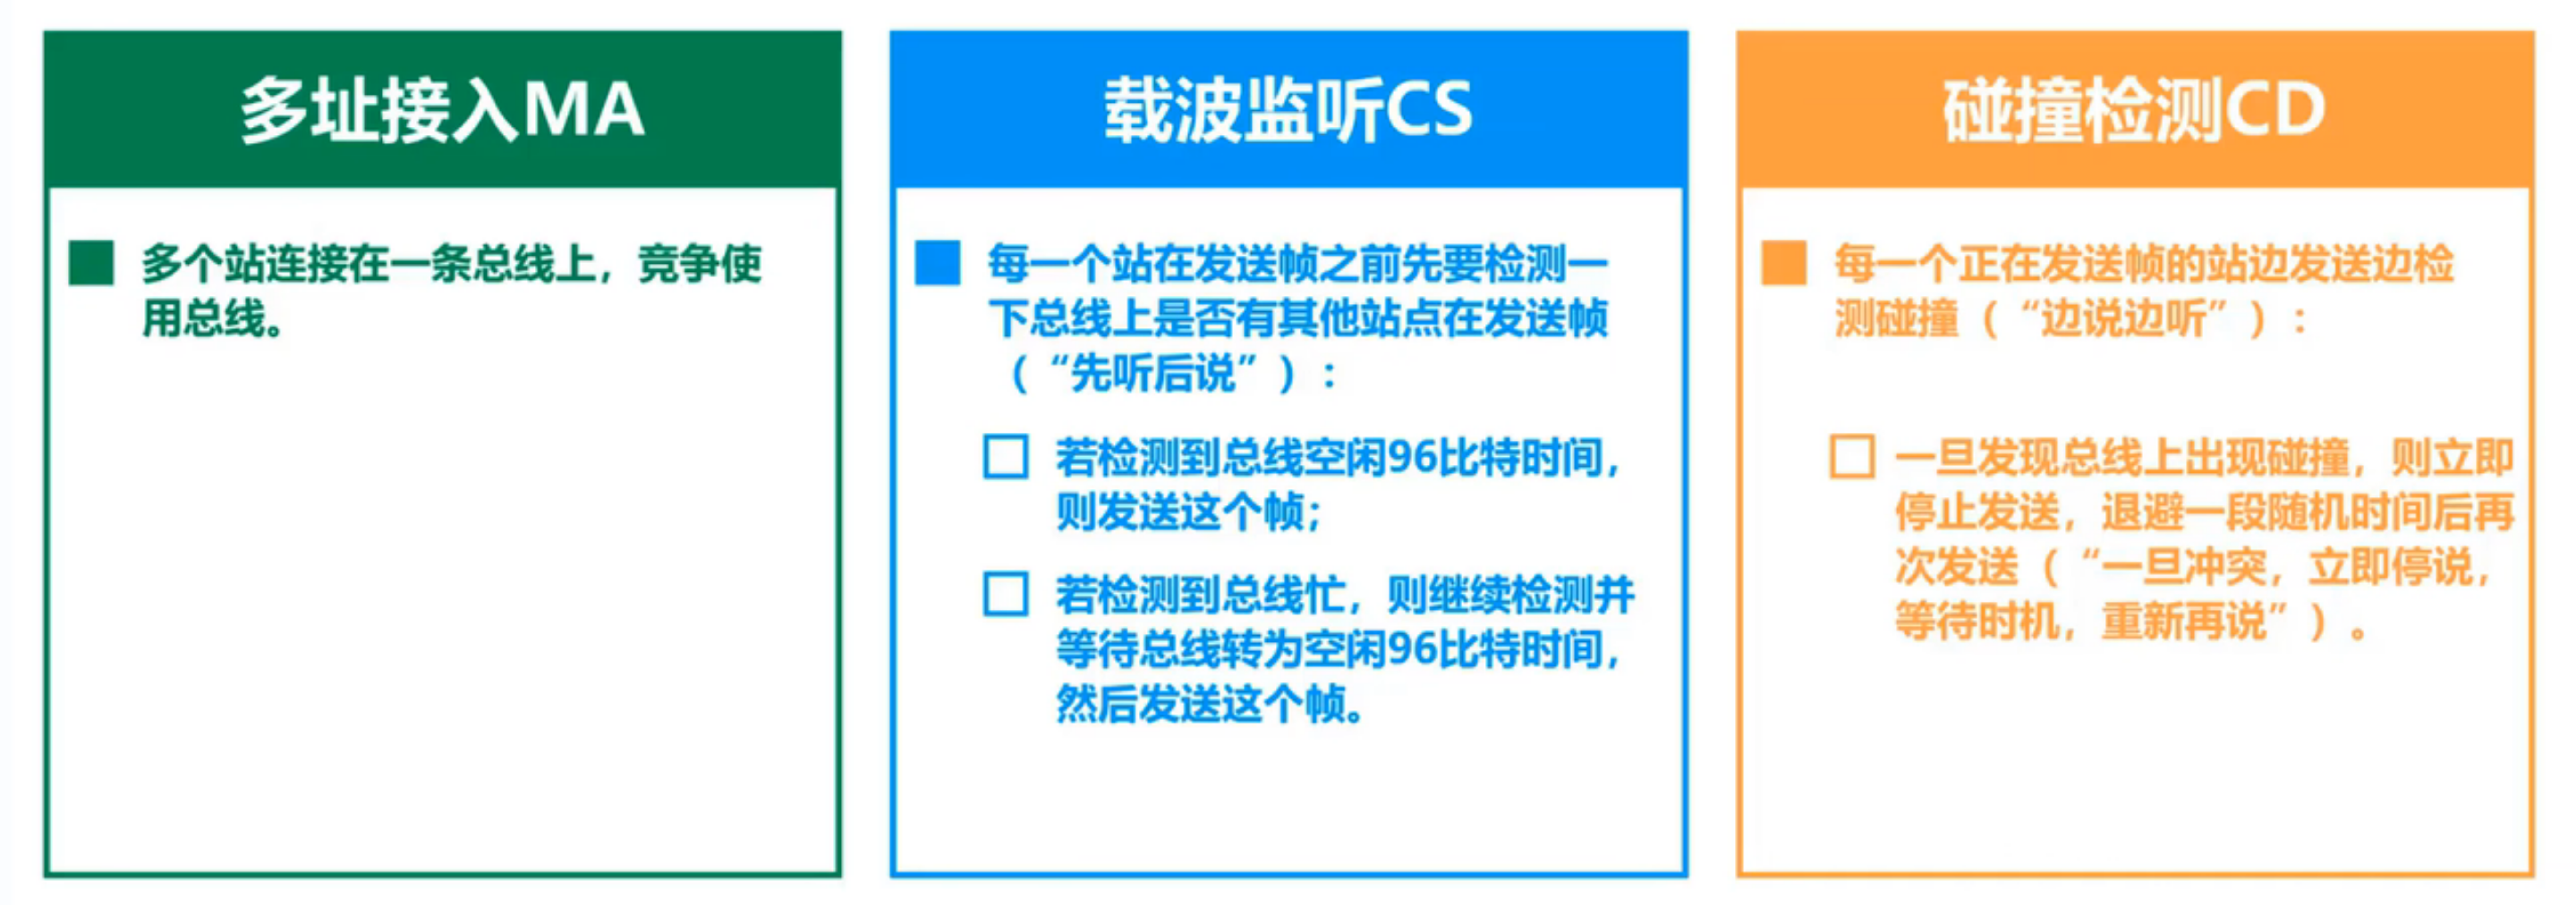 多址接入MA
多个站连接在一条总线上，竞争使
用总线。
载波监听CS
每一个站在发送帧之前先要检测一
下总线上是否有其他站点在发送帧
（“先听后说”）：
若检测到总线空闲96比特时间，
则发送这个帧；
若检测到总线忙，则继续检测并
等待总线转为空闲96比特时间，
然后发送这个帧。
碰撞检测CD
每一个正在发送帧的站边发送边检
测碰撞（“边说边听”）：
一旦发现总线上出现碰撞，则立即
停止发送，退避一段随机时间后再
次发送（“一旦冲突，立即停说，
等待时机，重新再说”）。